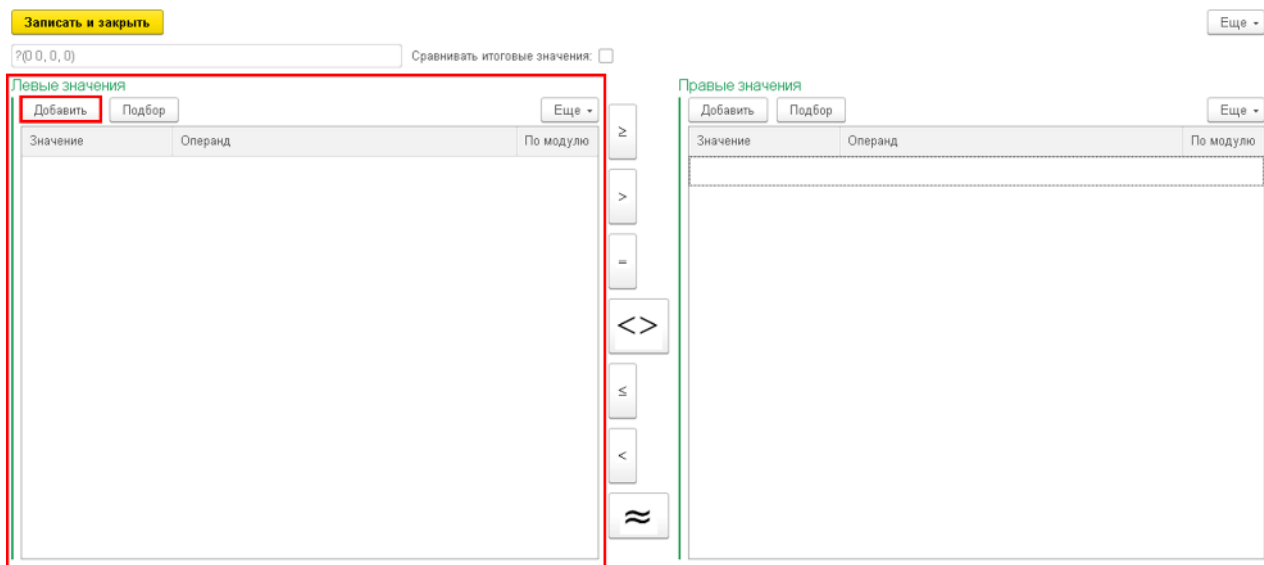 Записать и закрыть
Еще
?(0 0, 0, 0)
Сравнивать итоговые значения:
Левые значения
Правые значения
Добавить Подбор Еще
Добавить Подбор Еще
Значение Операнд По модулю
Значение Операнд По модулю
≥
>
=
<>
≤
<
≈